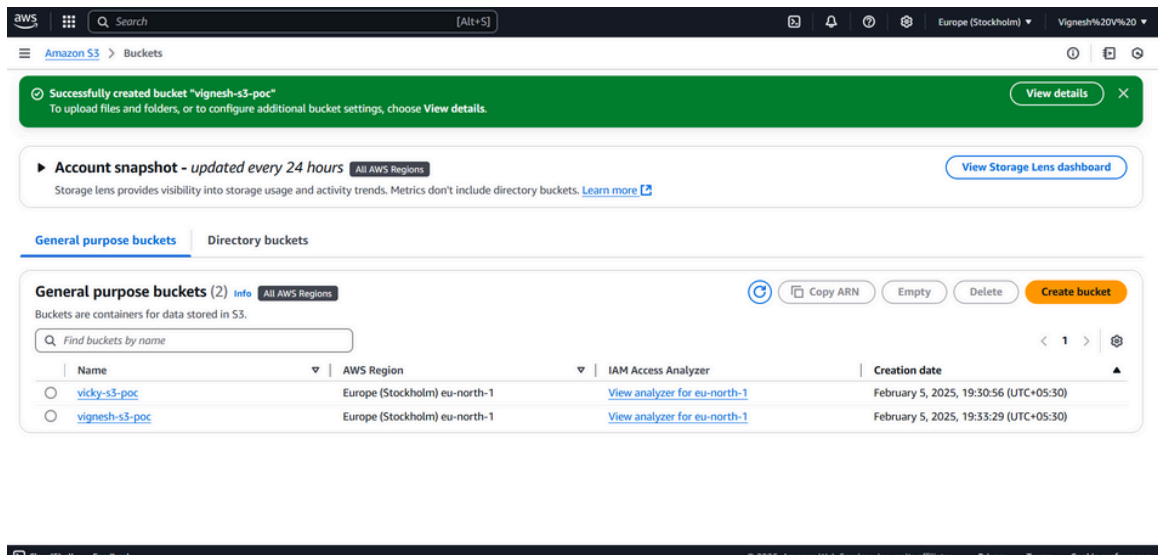 aws Search [Alt+S] Europe (Stockholm) Vignesh%20V%20
Amazon S3 > Buckets
Successfully created bucket "vignesh-s3-poc"
To upload files and folders, or to configure additional bucket settings, choose View details.
View details
Account snapshot - updated every 24 hours All AWS Regions
Storage lens provides visibility into storage usage and activity trends. Metrics don't include directory buckets. Learn more
View Storage Lens dashboard
General purpose buckets Directory buckets
General purpose buckets (2) Info All AWS Regions
Copy ARN Empty Delete Create bucket
Buckets are containers for data stored in S3.
Find buckets by name
1
Name AWS Region IAM Access Analyzer Creation date
vicky-s3-poc Europe (Stockholm) eu-north-1 View analyzer for eu-north-1 February 5, 2025, 19:30:56 (UTC+05:30)
vignesh-s3-poc Europe (Stockholm) eu-north-1 View analyzer for eu-north-1 February 5, 2025, 19:33:29 (UTC+05:30)